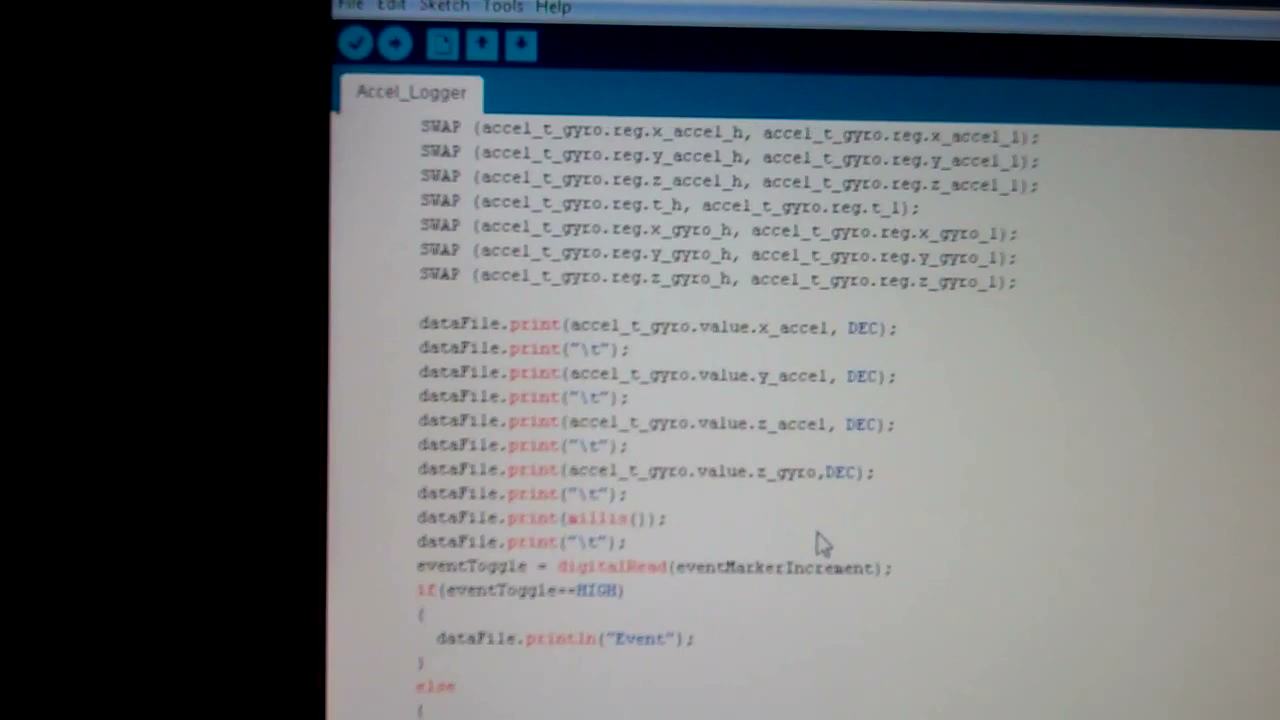 File Edit Sketch Tools Help
Accel_Logger
SWAP (accel_t_gyro.reg.x_accel_h, accel_t_gyro.reg.x_accel_l);
SWAP (accel_t_gyro.reg.y_accel_h, accel_t_gyro.reg.y_accel_l);
SWAP (accel_t_gyro.reg.z_accel_h, accel_t_gyro.reg.z_accel_l);
SWAP (accel_t_gyro.reg.t_h, accel_t_gyro.reg.t_l);
SWAP (accel_t_gyro.reg.x_gyro_h, accel_t_gyro.reg.x_gyro_l);
SWAP (accel_t_gyro.reg.y_gyro_h, accel_t_gyro.reg.y_gyro_l);
SWAP (accel_t_gyro.reg.z_gyro_h, accel_t_gyro.reg.z_gyro_l);
dataFile.print(accel_t_gyro.value.x_accel, DEC);
dataFile.print("\t");
dataFile.print(accel_t_gyro.value.y_accel, DEC);
dataFile.print("\t");
dataFile.print(accel_t_gyro.value.z_accel, DEC);
dataFile.print("\t");
dataFile.print(accel_t_gyro.value.z_gyro,DEC);
dataFile.print("\t");
dataFile.print(millis());
dataFile.print("\t");
eventToggle = digitalRead(eventMarkerIncrement);
if(eventToggle==HIGH)
{
dataFile.println("Event");
}
else
{